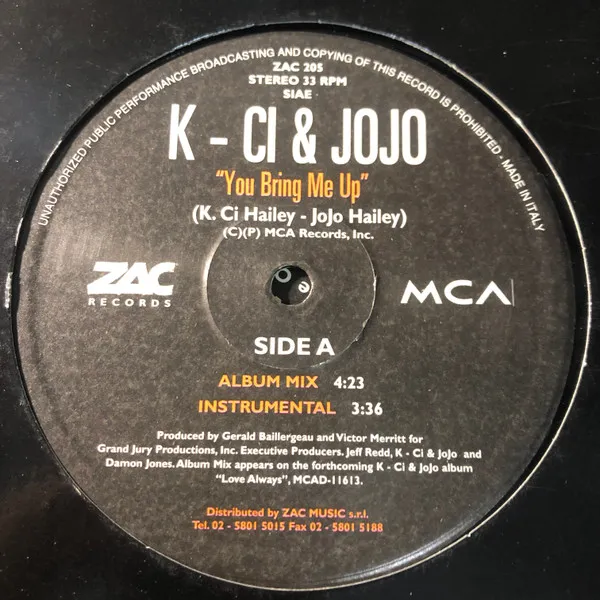 UNAUTHORIZED PUBLIC PERFORMANCE BROADCASTING AND COPYING OF THIS RECORD IS PROHIBITED - MADE IN ITALY
ZAC 205
STEREO 33 RPM
SIAE
K - CI & JOJO
"You Bring Me Up"
(K. Ci Hailey - JoJo Hailey)
(C)(P) MCA Records, Inc.
ZAC
RECORDS
MCA
SIDE A
ALBUM MIX 4:23
INSTRUMENTAL 3:36
Produced by Gerald Baillergeau and Victor Merritt for
Grand Jury Productions, Inc. Executive Producers. Jeff Redd, K - Ci & JoJo and
Damon Jones. Album Mix appears on the forthcoming K - Ci & JoJo album
"Love Always", MCAD-11613.
Distributed by ZAC MUSIC s.r.l.
Tel. 02 - 5801 5015 Fax 02 - 5801 5188